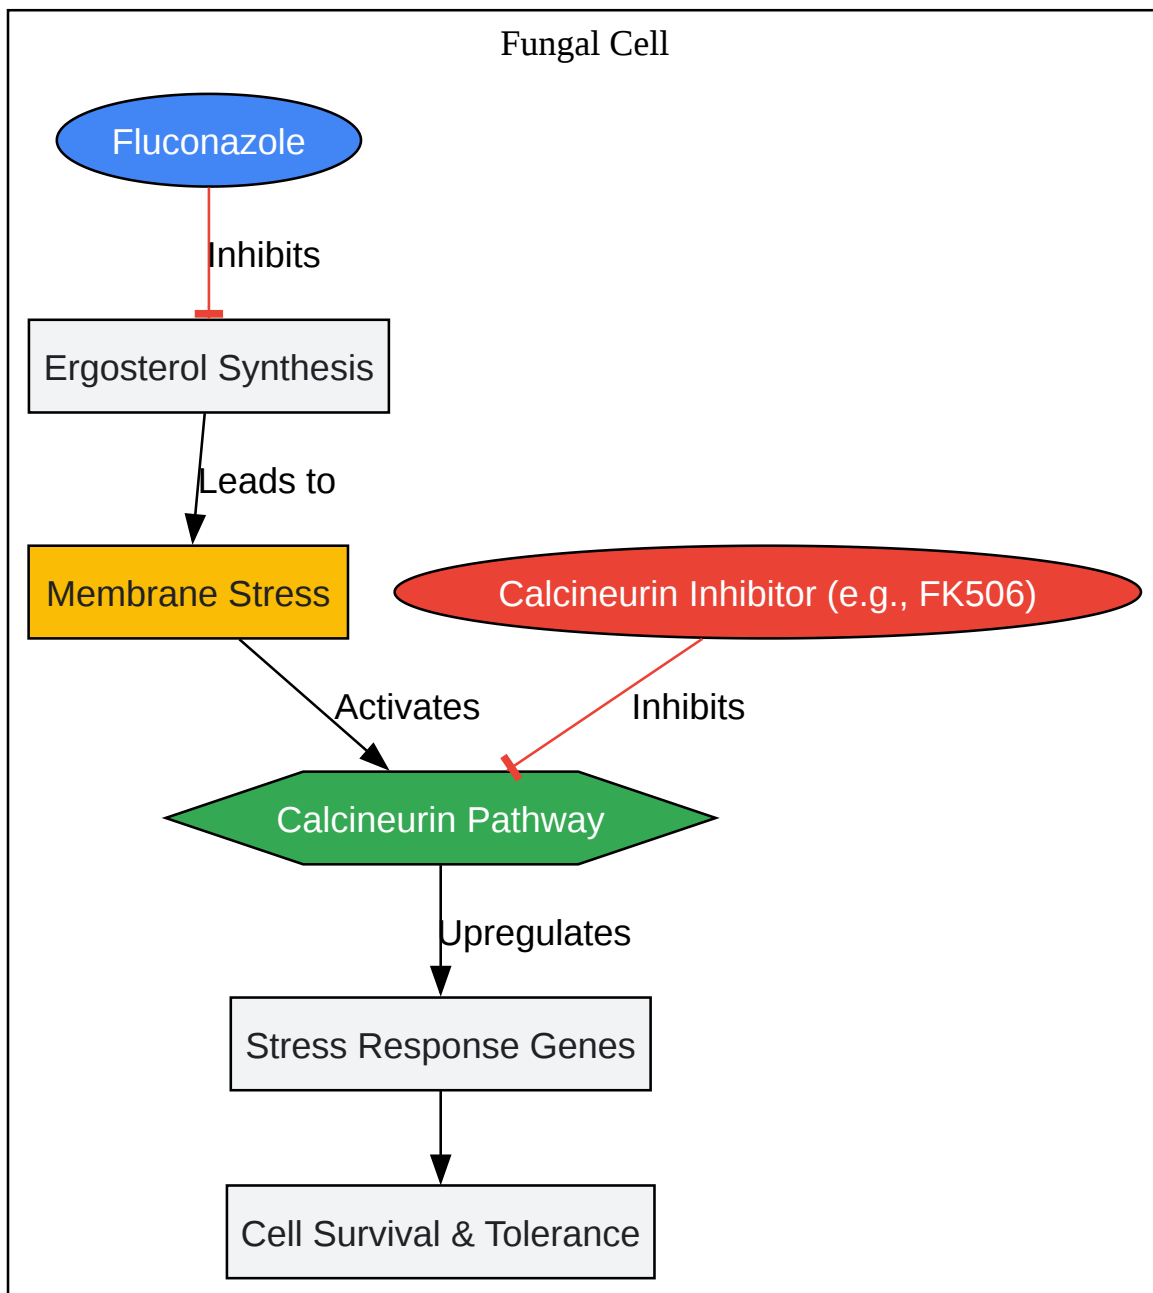 Fungal Cell
Fluconazole
Inhibits
Ergosterol Synthesis
Leads to
Membrane Stress
Calcineurin Inhibitor (e.g., FK506)
Activates
Inhibits
Calcineurin Pathway
Upregulates
Stress Response Genes
Cell Survival & Tolerance